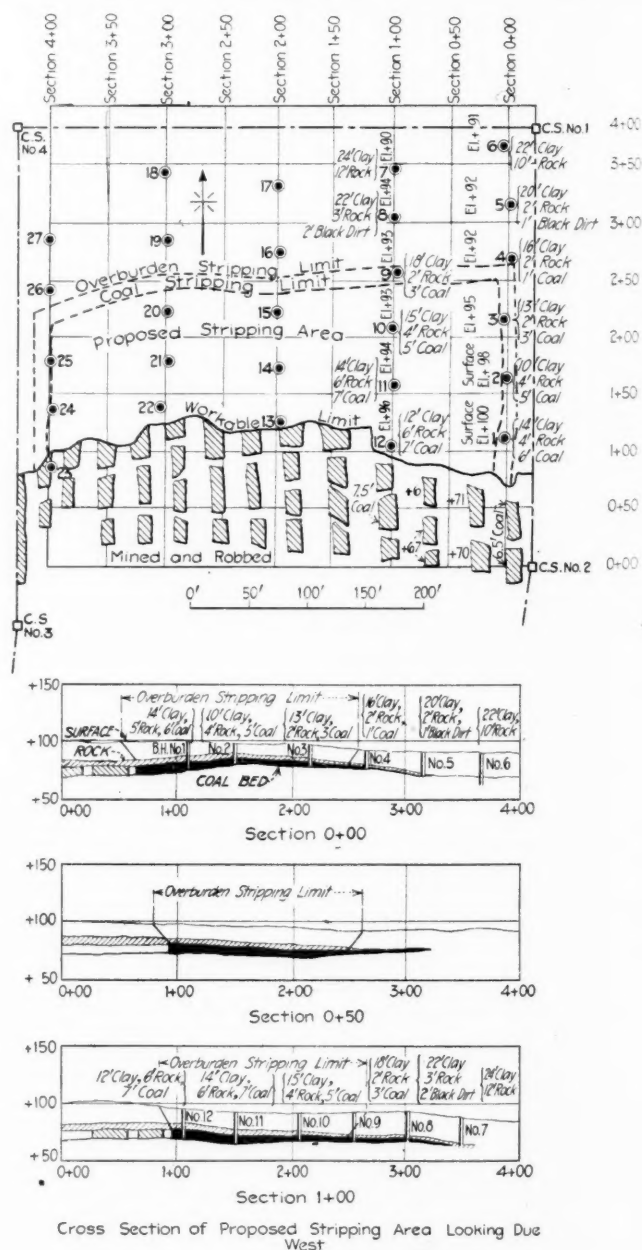 Section 4+00
Section 3+50
Section 3+00
Section 2+50
Section 2+00
Section 1+50
Section 1+00
Section 0+50
Section 0+00
C.S. No.4
C.S. No.1
4+00
3+50
3+00
2+50
2+00
1+50
1+00
0+50
0+00
El.+90
El.+94
El.+93
El.+93
El.+94
El.+96
El.+91
El.+92
El.+92
El.+95
Surface El.+98
Surface El.+100
6
22' Clay
10' Rock
18
17
24' Clay
12' Rock
7
22' Clay
3' Rock
2' Black Dirt
8
5
20' Clay
2' Rock
1' Black Dirt
27
19
16
4
16' Clay
2' Rock
1' Coal
Overburden Stripping Limit
Coal Stripping Limit
9
18' Clay
2' Rock
3' Coal
26
20
15
3
13' Clay
2' Rock
3' Coal
Proposed Stripping Area
10
15' Clay
4' Rock
5' Coal
25
21
14
14' Clay
6' Rock
7' Coal
11
2
10' Clay
4' Rock
5' Coal
24
22
Workable Limit
13
12
12' Clay
6' Rock
7' Coal
1
14' Clay
4' Rock
6' Coal
7.5' Coal
+6
+71
+67
+70
6.5' Coal
Mined and Robbed
C.S. No.2
C.S No.3
0' 50' 100' 150' 200'
+150
+100
+50
Overburden Stripping Limit
14' Clay, 5' Rock, 6' Coal
10' Clay, 4' Rock, 5' Coal
13' Clay 2' Rock, 3 Coal
16' Clay, 2' Rock, 1' Coal
20' Clay, 2' Rock, 1' Black Dirt
22' Clay, 10' Rock
SURFACE
ROCK
B.H. No.1
No.2
No.3
No.4
No.5
No.6
COAL BED
0+00 1+00 2+00 3+00 4+00
Section 0+00
+150
+100
+50
Overburden Stripping Limit
0+00 1+00 2+00 3+00 4+00
Section 0+50
+150
+100
+50
Overburden Stripping Limit
12' Clay, 6' Rock, 7' Coal
14' Clay, 6' Rock, 7' Coal
15' Clay, 4' Rock, 5' Coal
18' Clay 2' Rock 3' Coal
22' Clay 3' Rock 2' Black Dirt
24' Clay 12' Rock
No.12
No.11
No.10
No.9
No.8
No.7
0+00 1+00 2+00 3+00 4+00
Section 1+00
Cross Section of Proposed Stripping Area Looking Due
West